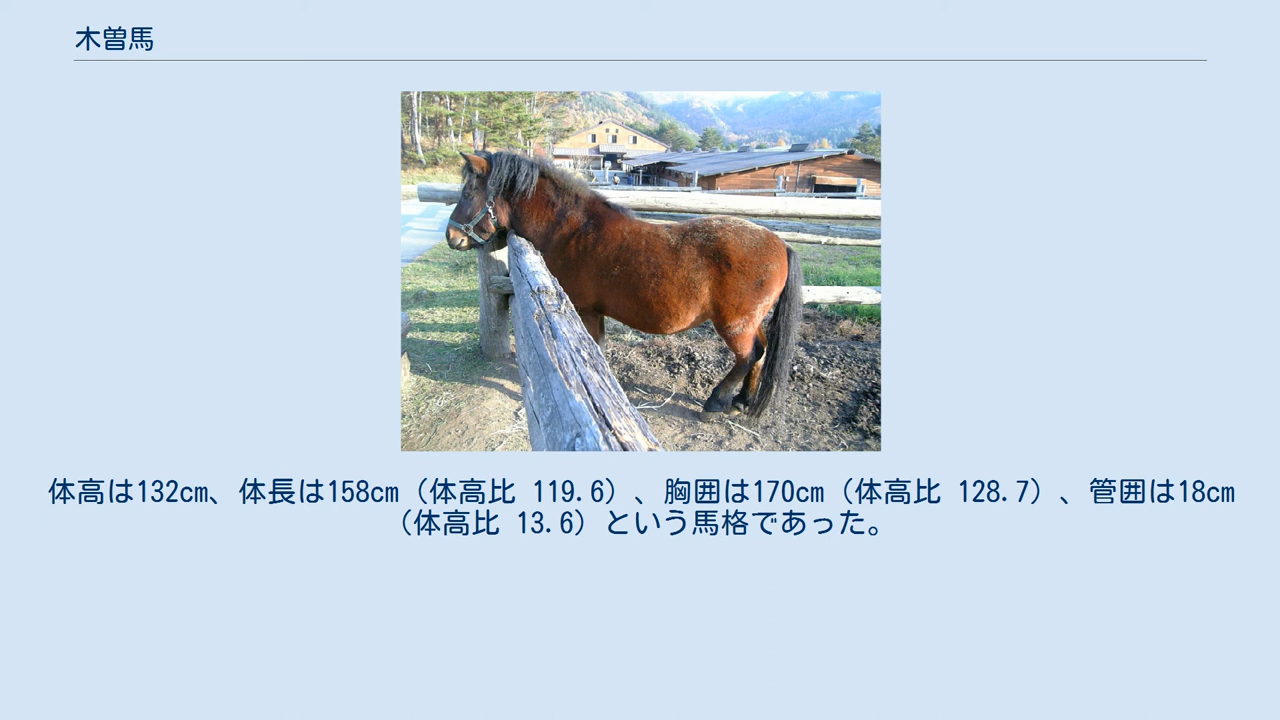 木曽馬
体高は132cm、体長は158cm（体高比 119.6）、胸囲は170cm（体高比 128.7）、管囲は18cm
（体高比 13.6）という馬格であった。